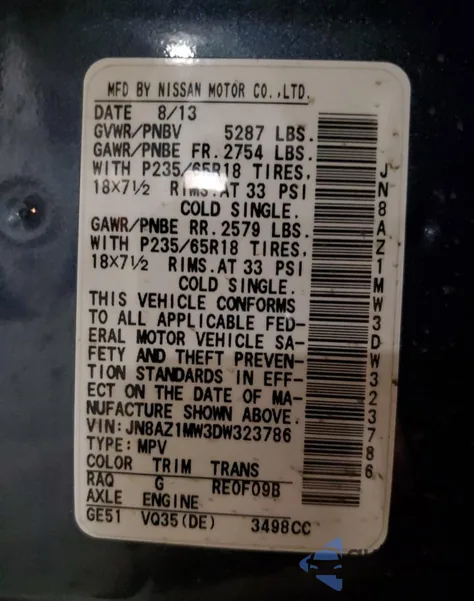 MFD BY NISSAN MOTOR CO.,LTD.
DATE 8/13
GVWR/PNBV 5287 LBS.
GAWR/PNBE FR. 2754 LBS.
WITH P235/65R18 TIRES,
18×7½ RIMS.AT 33 PSI
COLD SINGLE.
GAWR/PNBE RR. 2579 LBS.
WITH P235/65R18 TIRES,
18×7½ RIMS.AT 33 PSI
COLD SINGLE.
THIS VEHICLE CONFORMS
TO ALL APPLICABLE FED-
ERAL MOTOR VEHICLE SA-
FETY AND THEFT PREVEN-
TION STANDARDS IN EFF-
ECT ON THE DATE OF MA-
NUFACTURE SHOWN ABOVE.
VIN: JN8AZ1MW3DW323786
TYPE: MPV
COLOR TRIM TRANS
RAQ G RE0F09B
AXLE ENGINE
GE51 VQ35(DE) 3498CC
JN8AZ1MW3DW323786